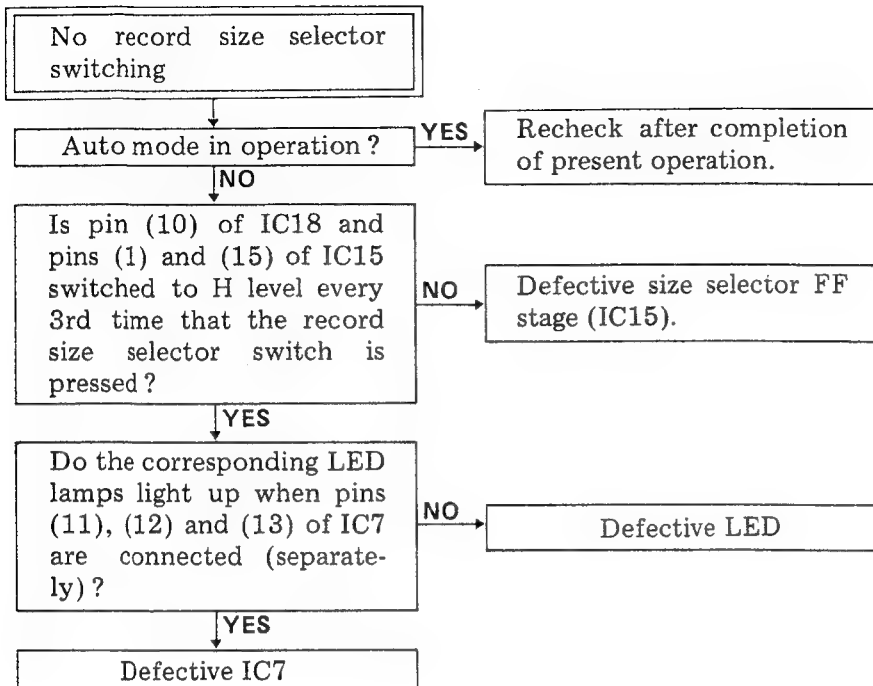 No record size selector
switching
Auto mode in operation ?
YES
Recheck after completion
of present operation.
NO
Is pin (10) of IC18 and
pins (1) and (15) of IC15
switched to H level every
3rd time that the record
size selector switch is
pressed ?
NO
Defective size selector FF
stage (IC15).
YES
Do the corresponding LED
lamps light up when pins
(11), (12) and (13) of IC7
are connected (separate-
ly) ?
NO
Defective LED
YES
Defective IC7